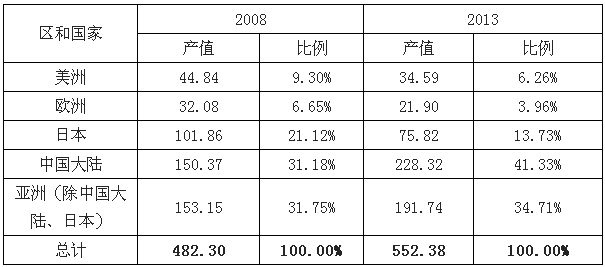 区和国家 2008 2013
产值 比例 产值 比例
美洲 44.84 9.30% 34.59 6.26%
欧洲 32.08 6.65% 21.90 3.96%
日本 101.86 21.12% 75.82 13.73%
中国大陆 150.37 31.18% 228.32 41.33%
亚洲（除中国大
陆、日本） 153.15 31.75% 191.74 34.71%
总计 482.30 100.00% 552.38 100.00%